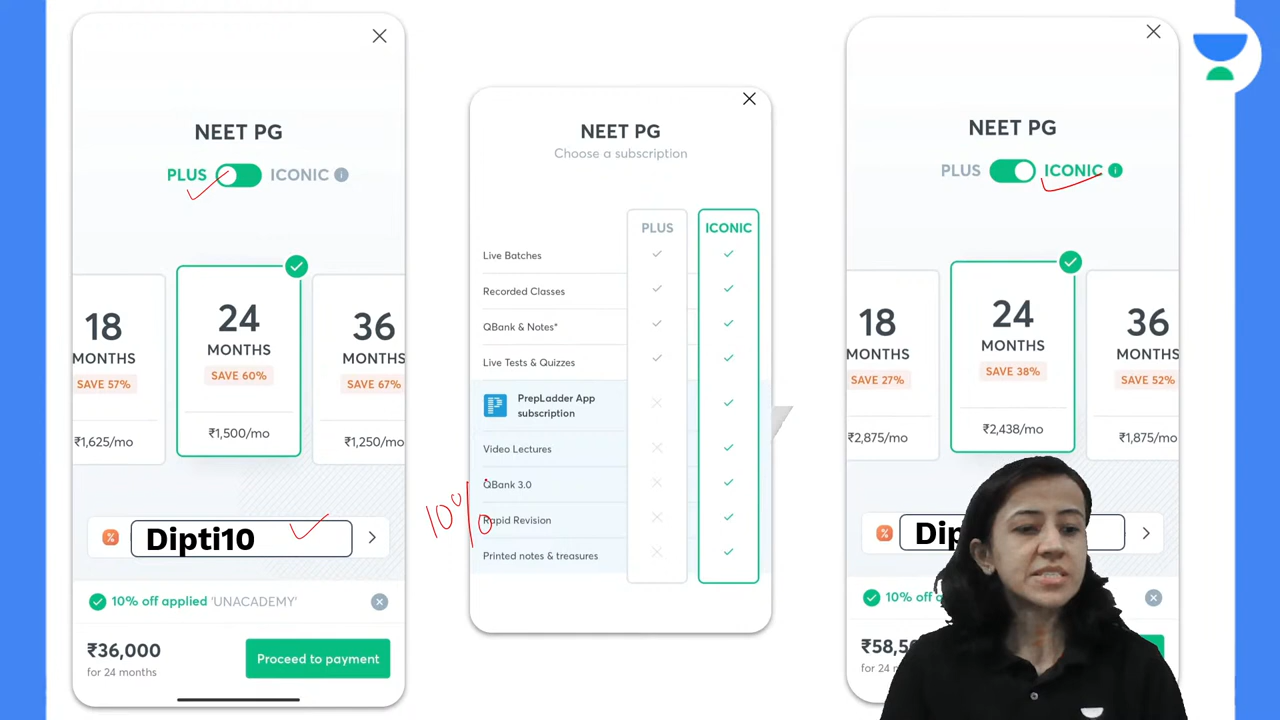 NEET PG
PLUS ICONIC
18
MONTHS
SAVE 57%
₹1,625/mo
24
MONTHS
SAVE 60%
₹1,500/mo
36
MONTHS
SAVE 67%
₹1,250/mo
Dipti10
10% off applied 'UNACADEMY'
₹36,000
for 24 months
Proceed to payment
10%
NEET PG
Choose a subscription
PLUS ICONIC
Live Batches
Recorded Classes
QBank & Notes*
Live Tests & Quizzes
PrepLadder App
subscription
Video Lectures
QBank 3.0
Rapid Revision
Printed notes & treasures
NEET PG
PLUS ICONIC
18
MONTHS
SAVE 27%
₹2,875/mo
24
MONTHS
SAVE 38%
₹2,438/mo
36
MONTHS
SAVE 52%
₹1,875/mo
10% off
for 24